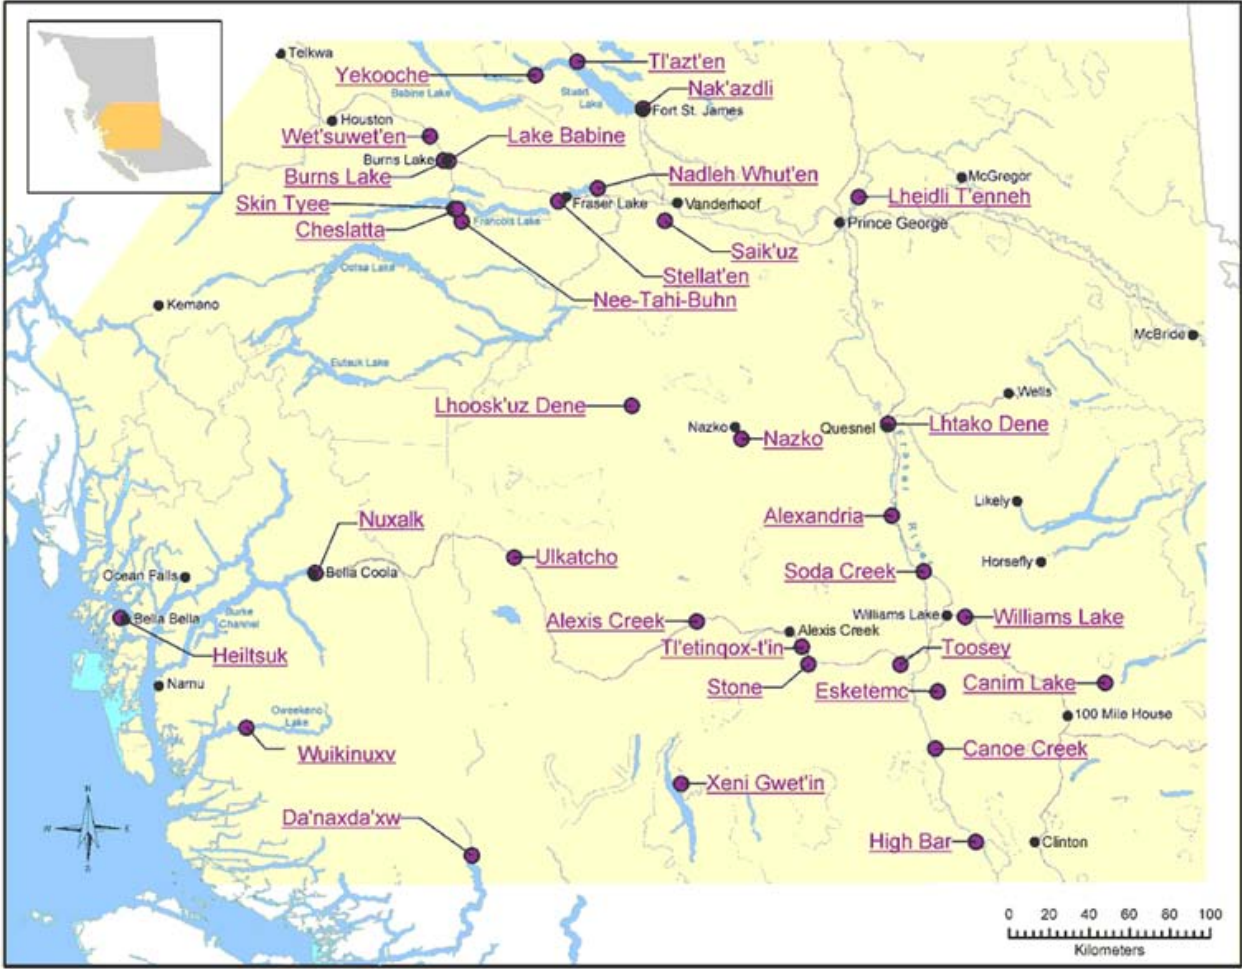 Telkwa
Tl'azt'en
Yekooche
Babine Lake
Stuart
Lake
Nak'azdli
Fort St. James
Houston
Wet'suwet'en
Lake Babine
Burns Lake
Burns Lake
Nadleh Whut'en
McGregor
Lheidli T'enneh
Skin Tyee
Fraser Lake
Vanderhoof
Cheslatta
Francois Lake
Prince George
Saik'uz
Ootsa Lake
Stellat'en
Nee-Tahi-Buhn
Kemano
McBride
Eutsuk Lake
Wells
Lhoosk'uz Dene
Nazko
Nazko
Quesnel
Lhtako Dene
Fraser River
Likely
Alexandria
Nuxalk
Ulkatcho
Horsefly
Ocean Falls
Bella Coola
Soda Creek
Burke
Channel
Bella Bella
Williams Lake
Williams Lake
Alexis Creek
Alexis Creek
Heiltsuk
Tl'etinqox-t'in
Toosey
Namu
Stone
Esketemc
Canim Lake
Oweekeno
Lake
100 Mile House
Wuikinuxv
Canoe Creek
Xeni Gwet'in
N
W
E
S
Da'naxda'xw
High Bar
Clinton
0 20 40 60 80 100
Kilometers